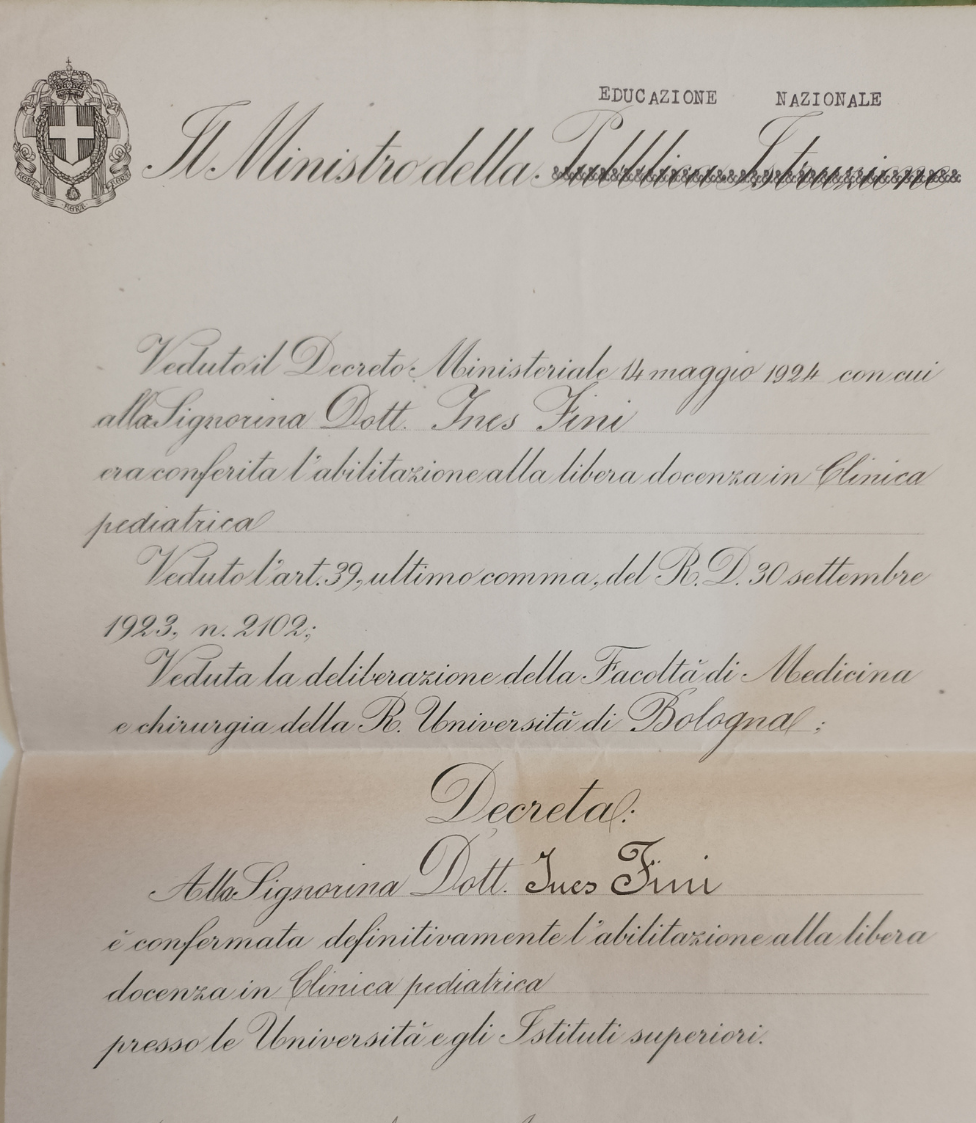 EDUCAZIONE NAZIONALE
Il Ministro della Pubblica Istruzione
Veduto il Decreto Ministeriale 14 maggio 1924 con cui
alla Signorina Dott. Ines Fini
era conferita l'abilitazione alla libera docenza in Clinica
pediatrica
Veduto l'art. 39, ultimo comma, del R. D. 30 settembre
1923, n. 2102;
Veduta la deliberazione della Facoltà di Medicina
e chirurgia della R. Università di Bologna;
Decreta:
Alla Signorina Dott. Ines Fini
è confermata definitivamente l'abilitazione alla libera
docenza in Clinica pediatrica
presso le Università e gli Istituti superiori.